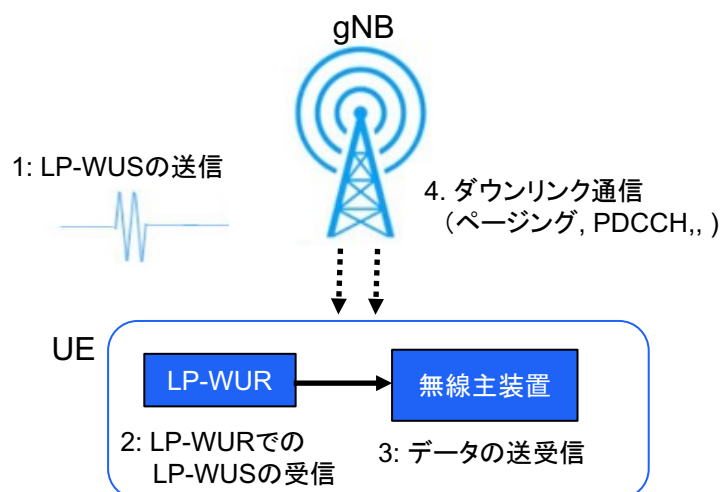 gNB
1: LP-WUSの送信
4. ダウンリンク通信
（ページング, PDCCH,, )
UE
LP-WUR
無線主装置
2: LP-WURでの
LP-WUSの受信
3: データの送受信